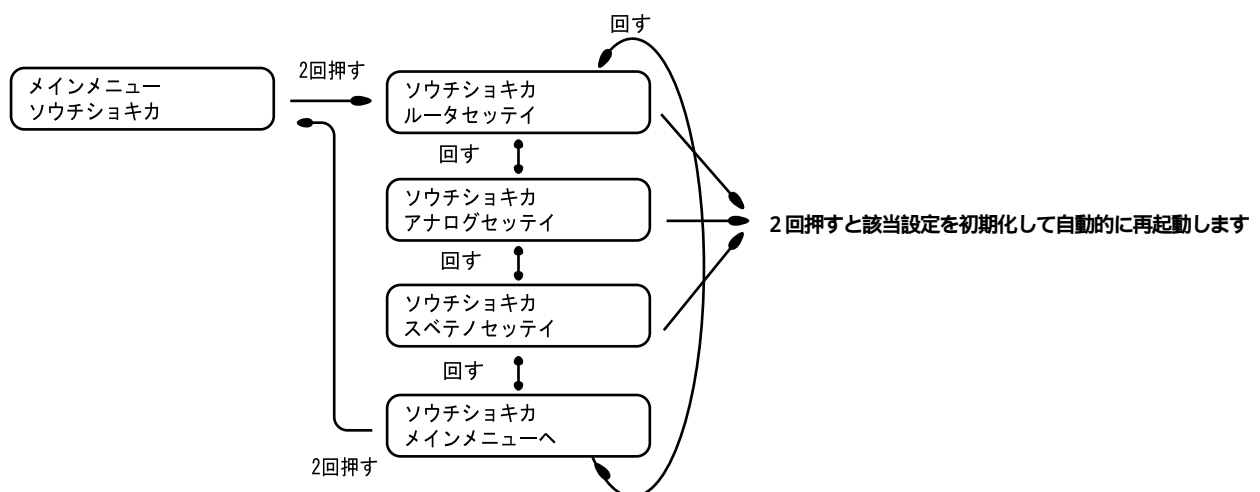 回す
2回押す
メインメニュー
ソウチショキカ
ソウチショキカ
ルータセッテイ
回す
ソウチショキカ
アナログセッテイ
2回押すと該当設定を初期化して自動的に再起動します
回す
ソウチショキカ
スベテノセッテイ
回す
ソウチショキカ
メインメニューへ
2回押す